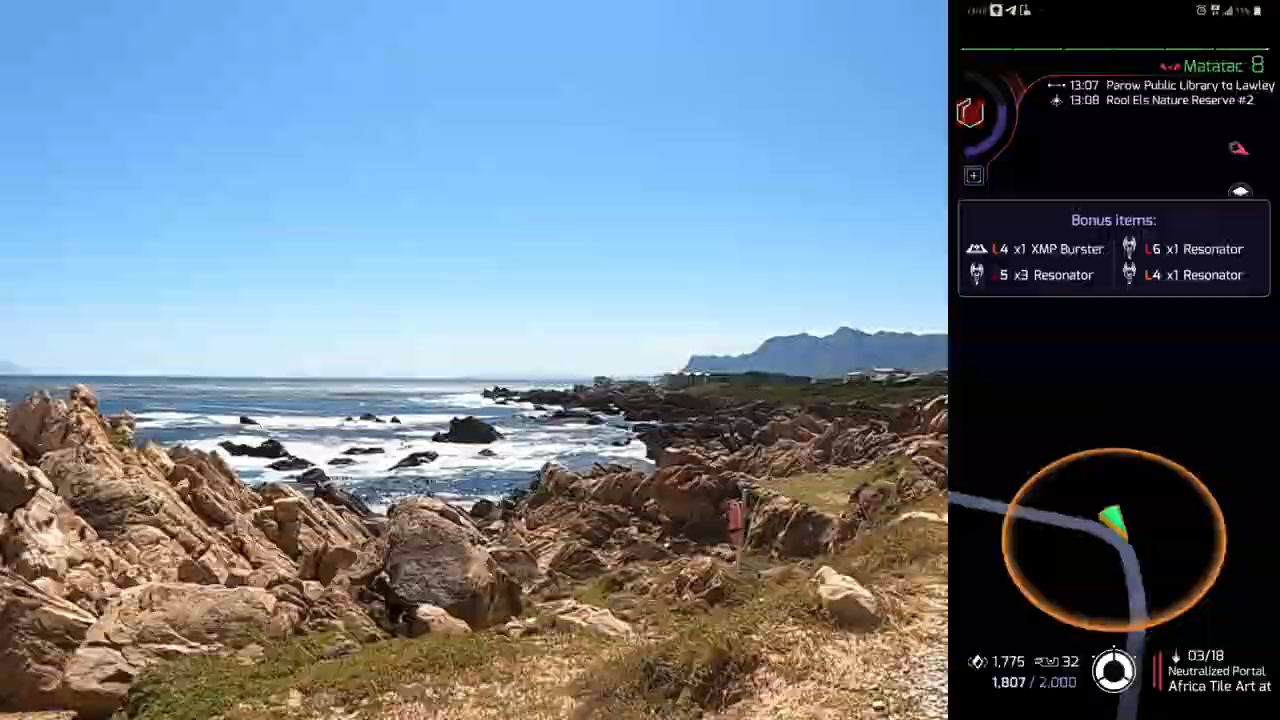 11%
Matatac 8
13:07 Parow Public Library to Lawley
13:08 Rooi Els Nature Reserve #2
Bonus items:
L4 x1 XMP Burster
L6 x1 Resonator
5 x3 Resonator
L4 x1 Resonator
1,775
32
1,807 / 2,000
03/18
Neutralized Portal
Africa Tile Art at